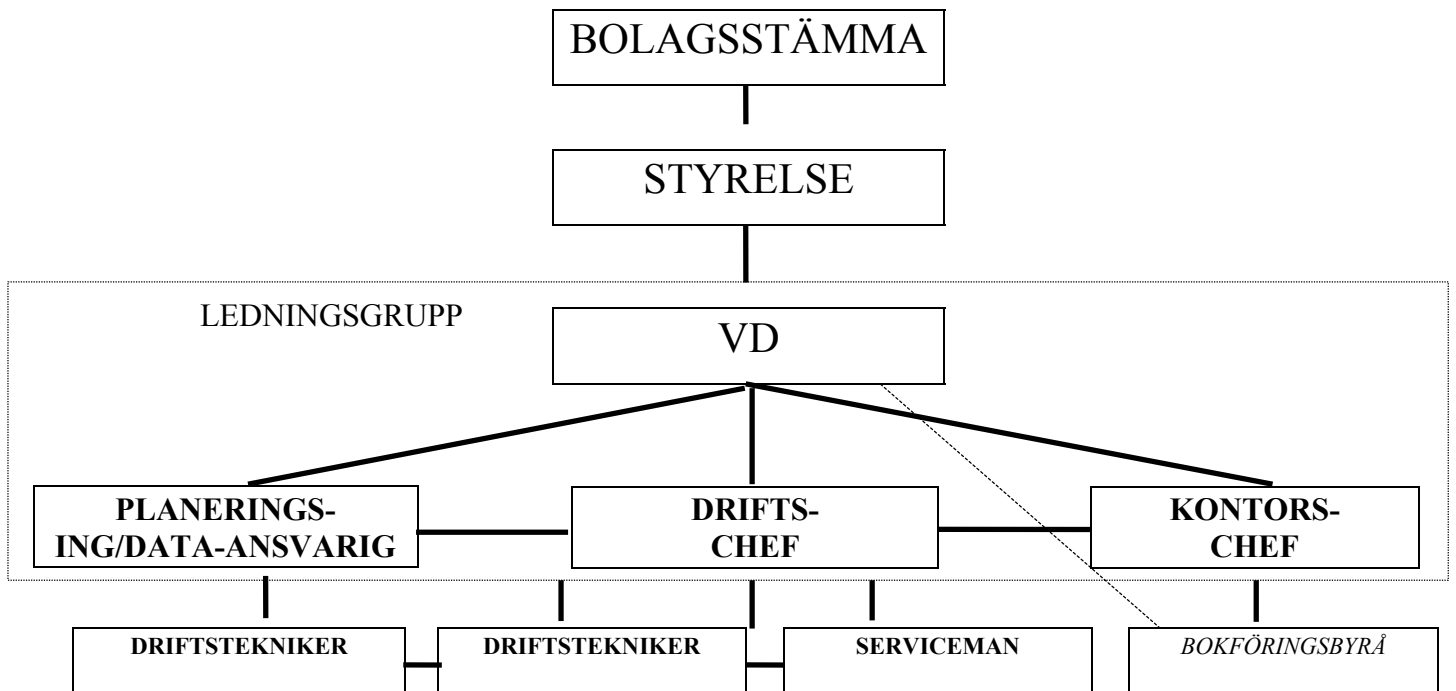 BOLAGSSTÄMMA
STYRELSE
LEDNINGSGRUPP
VD
PLANERINGS-
ING/DATA-ANSVARIG
DRIFTS-
CHEF
KONTORS-
CHEF
DRIFTSTEKNIKER
DRIFTSTEKNIKER
SERVICEMAN
BOKFÖRINGSBYRÅ